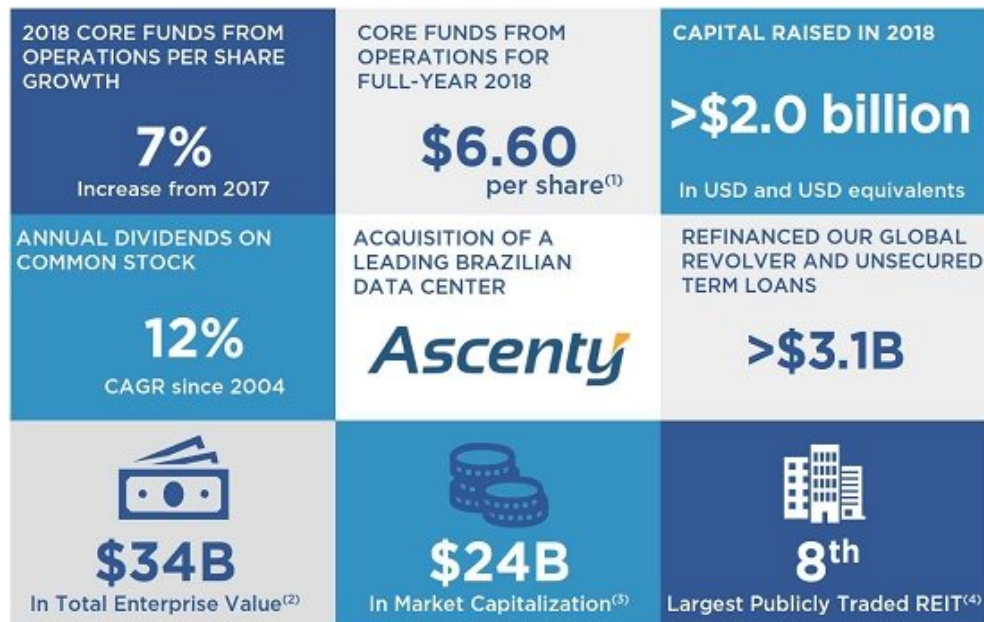 2018 CORE FUNDS FROM
OPERATIONS PER SHARE
GROWTH
7%
Increase from 2017
CORE FUNDS FROM
OPERATIONS FOR
FULL-YEAR 2018
$6.60
per share(1)
CAPITAL RAISED IN 2018
>$2.0 billion
In USD and USD equivalents
ANNUAL DIVIDENDS ON
COMMON STOCK
12%
CAGR since 2004
ACQUISITION OF A
LEADING BRAZILIAN
DATA CENTER
Ascenty
REFINANCED OUR GLOBAL
REVOLVER AND UNSECURED
TERM LOANS
>$3.1B
$34B
In Total Enterprise Value(2)
$24B
In Market Capitalization(3)
8th
Largest Publicly Traded REIT(4)